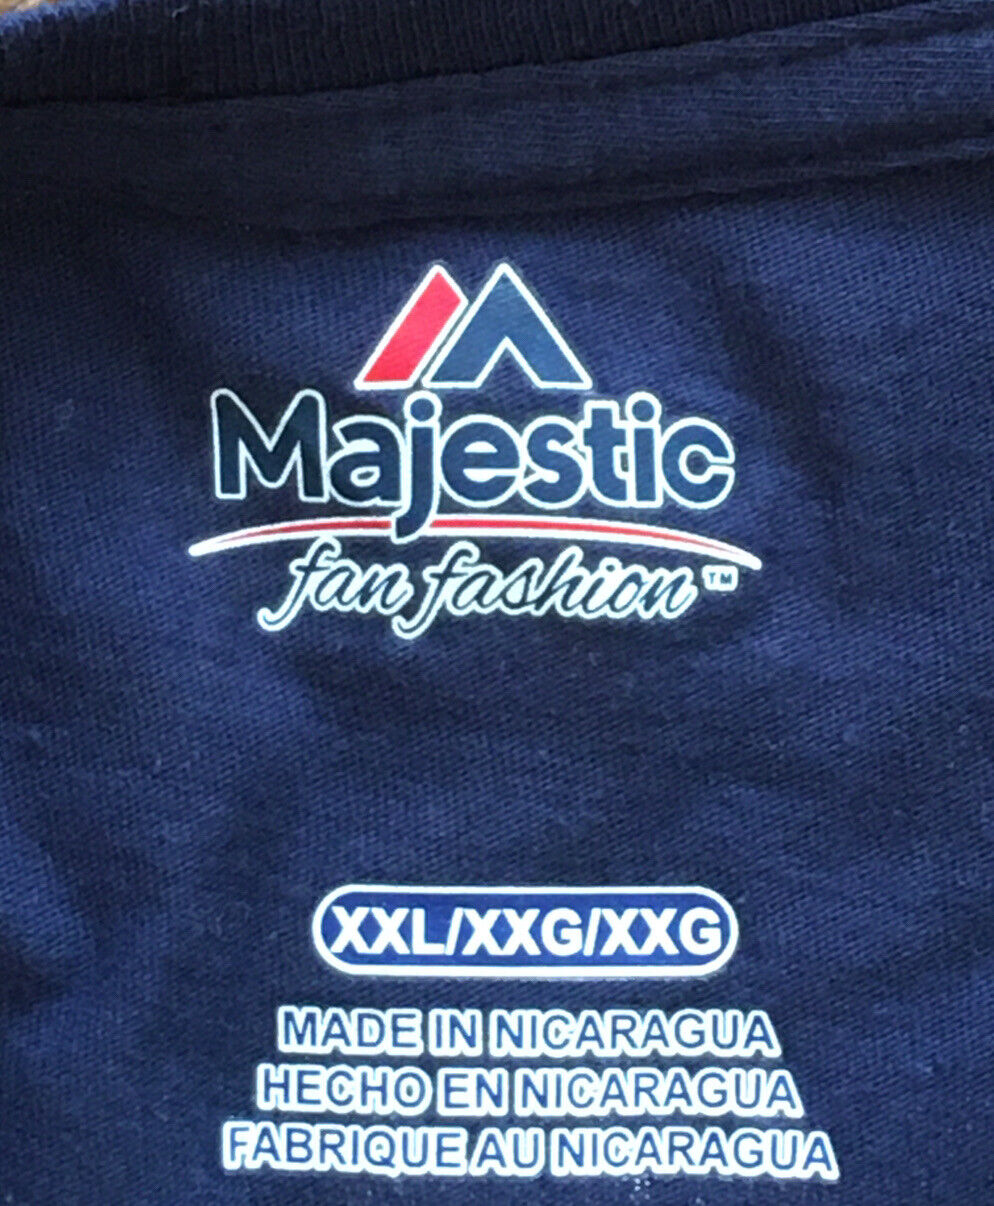 Majestic
fan fashion™
XXL/XXG/XXG
MADE IN NICARAGUA
HECHO EN NICARAGUA
FABRIQUE AU NICARAGUA